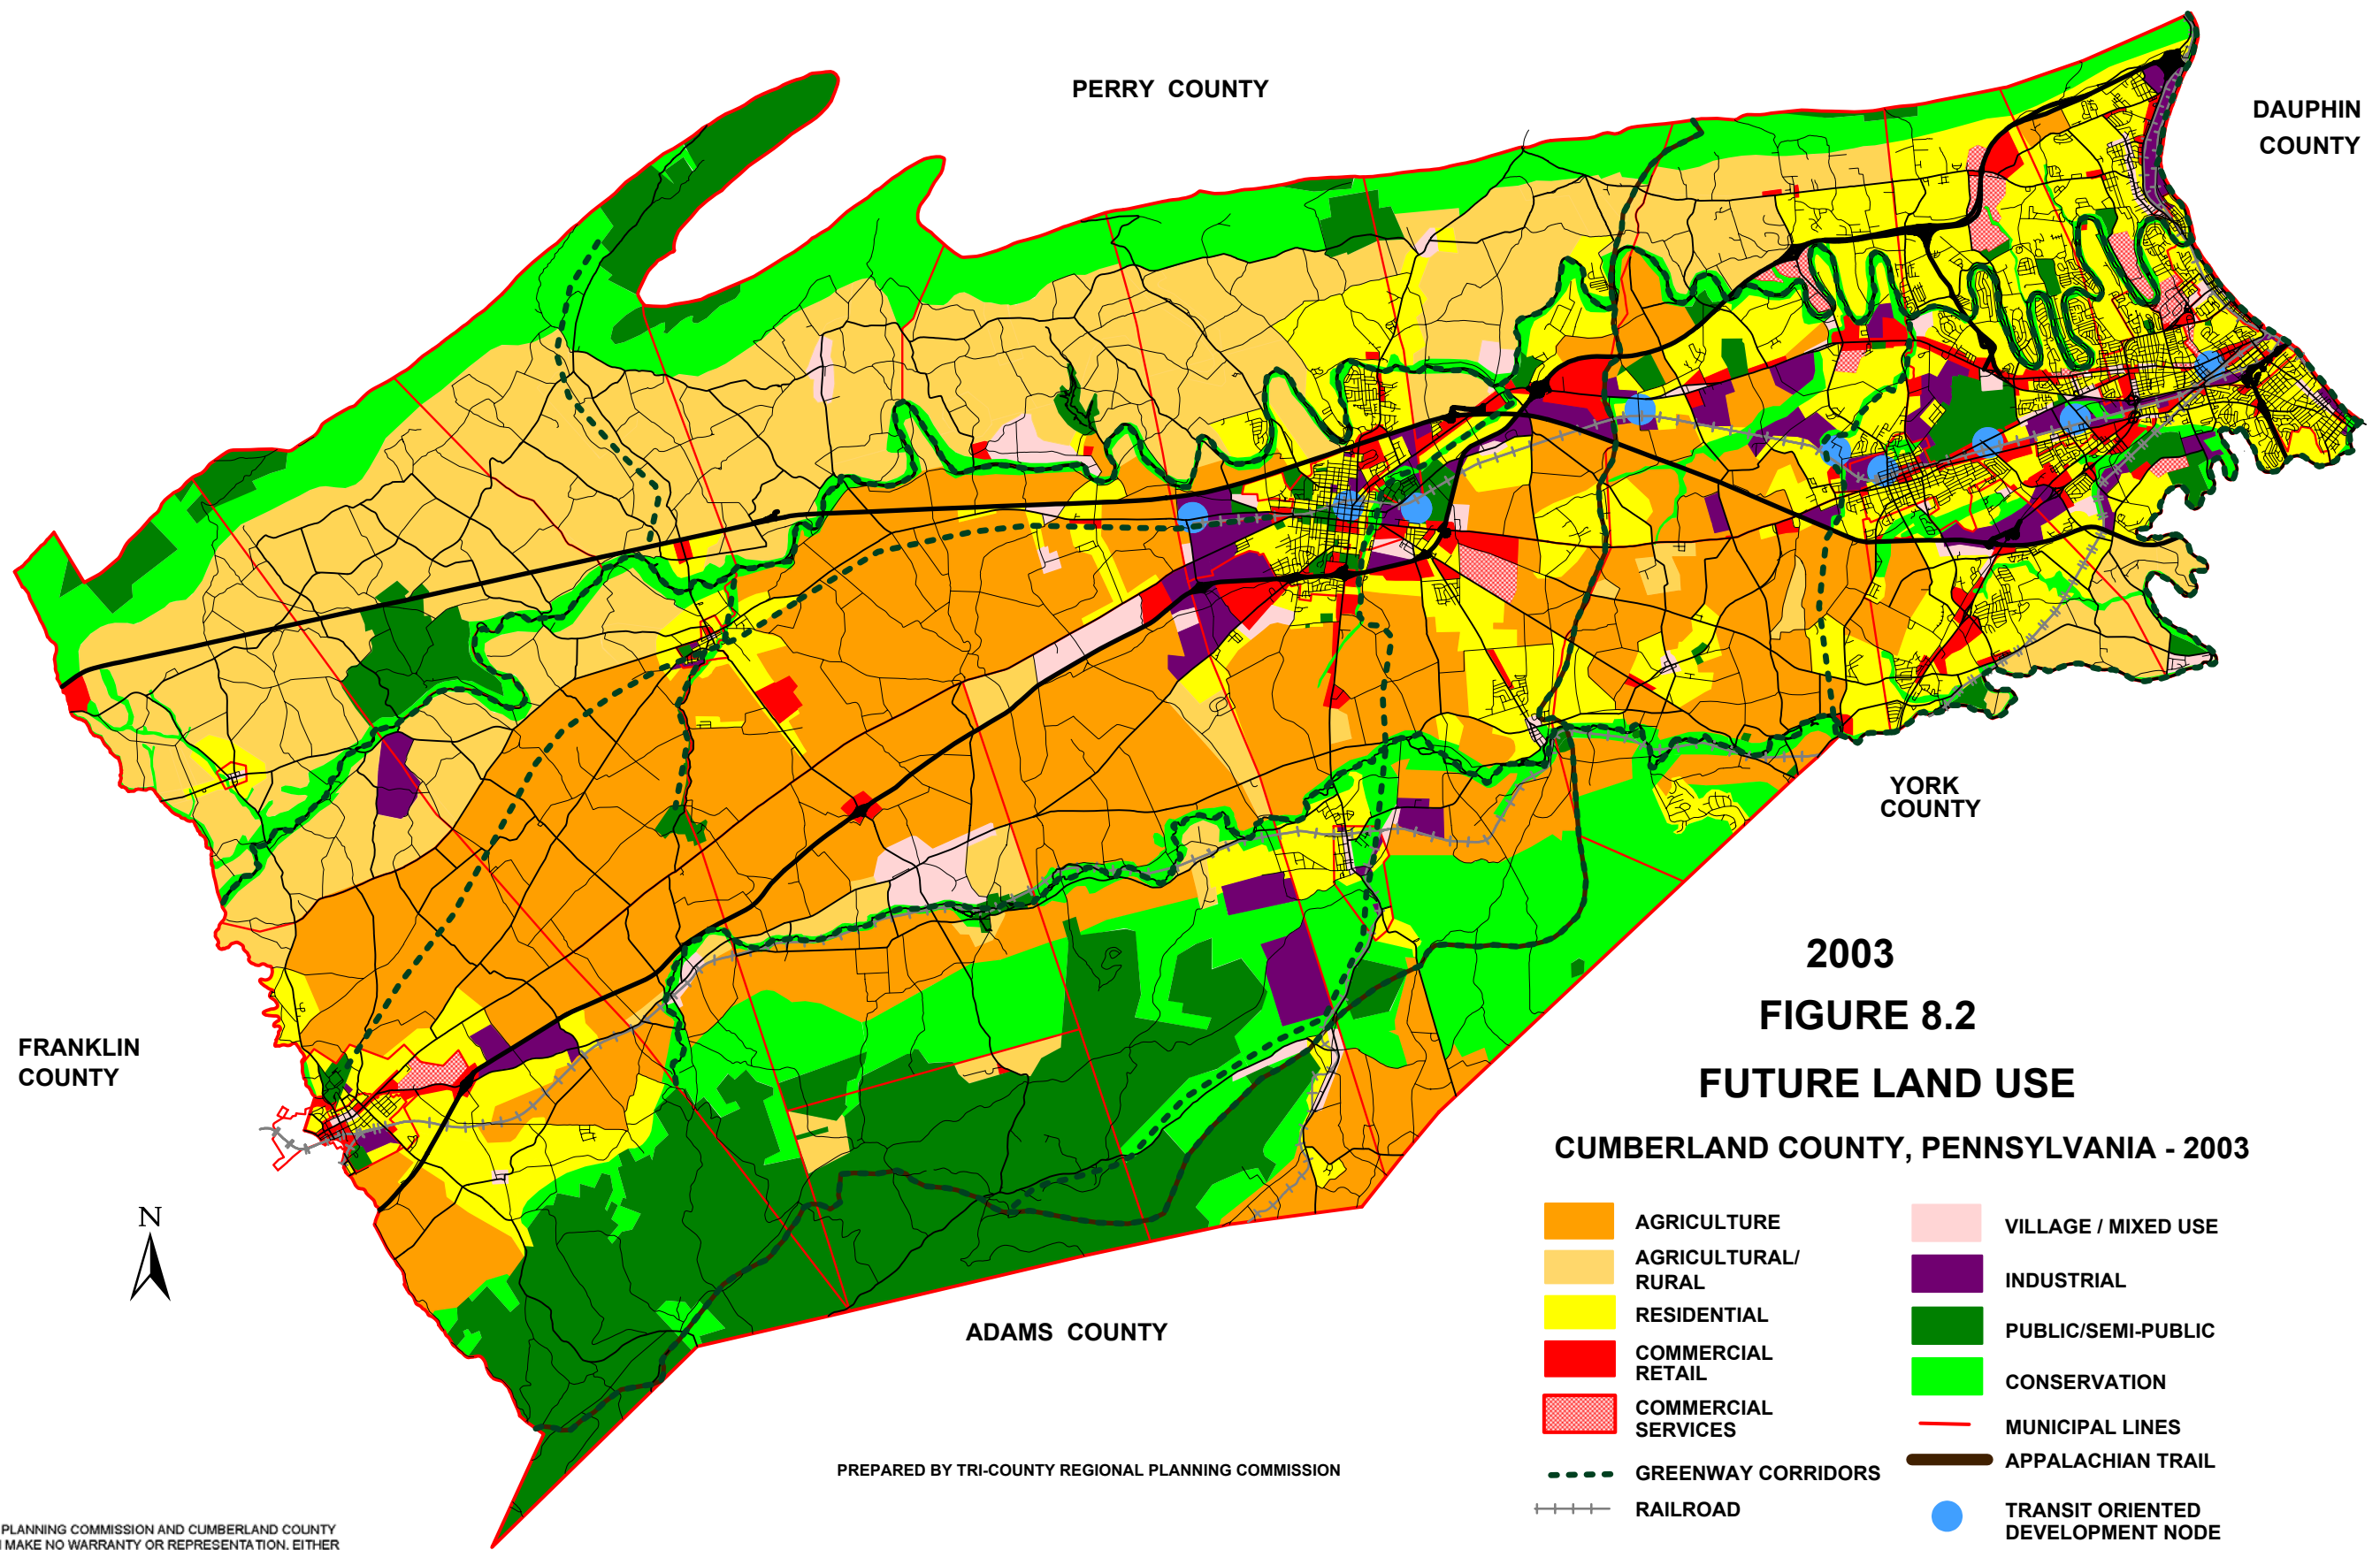 PERRY COUNTY
DAUPHIN
COUNTY
YORK
COUNTY
FRANKLIN
COUNTY
N
ADAMS COUNTY
2003
FIGURE 8.2
FUTURE LAND USE
CUMBERLAND COUNTY, PENNSYLVANIA - 2003
AGRICULTURE
AGRICULTURAL/
RURAL
RESIDENTIAL
COMMERCIAL
RETAIL
COMMERCIAL
SERVICES
GREENWAY CORRIDORS
RAILROAD
VILLAGE / MIXED USE
INDUSTRIAL
PUBLIC/SEMI-PUBLIC
CONSERVATION
MUNICIPAL LINES
APPALACHIAN TRAIL
TRANSIT ORIENTED
DEVELOPMENT NODE
PREPARED BY TRI-COUNTY REGIONAL PLANNING COMMISSION
PLANNING COMMISSION AND CUMBERLAND COUNTY
MAKE NO WARRANTY OR REPRESENTATION, EITHER